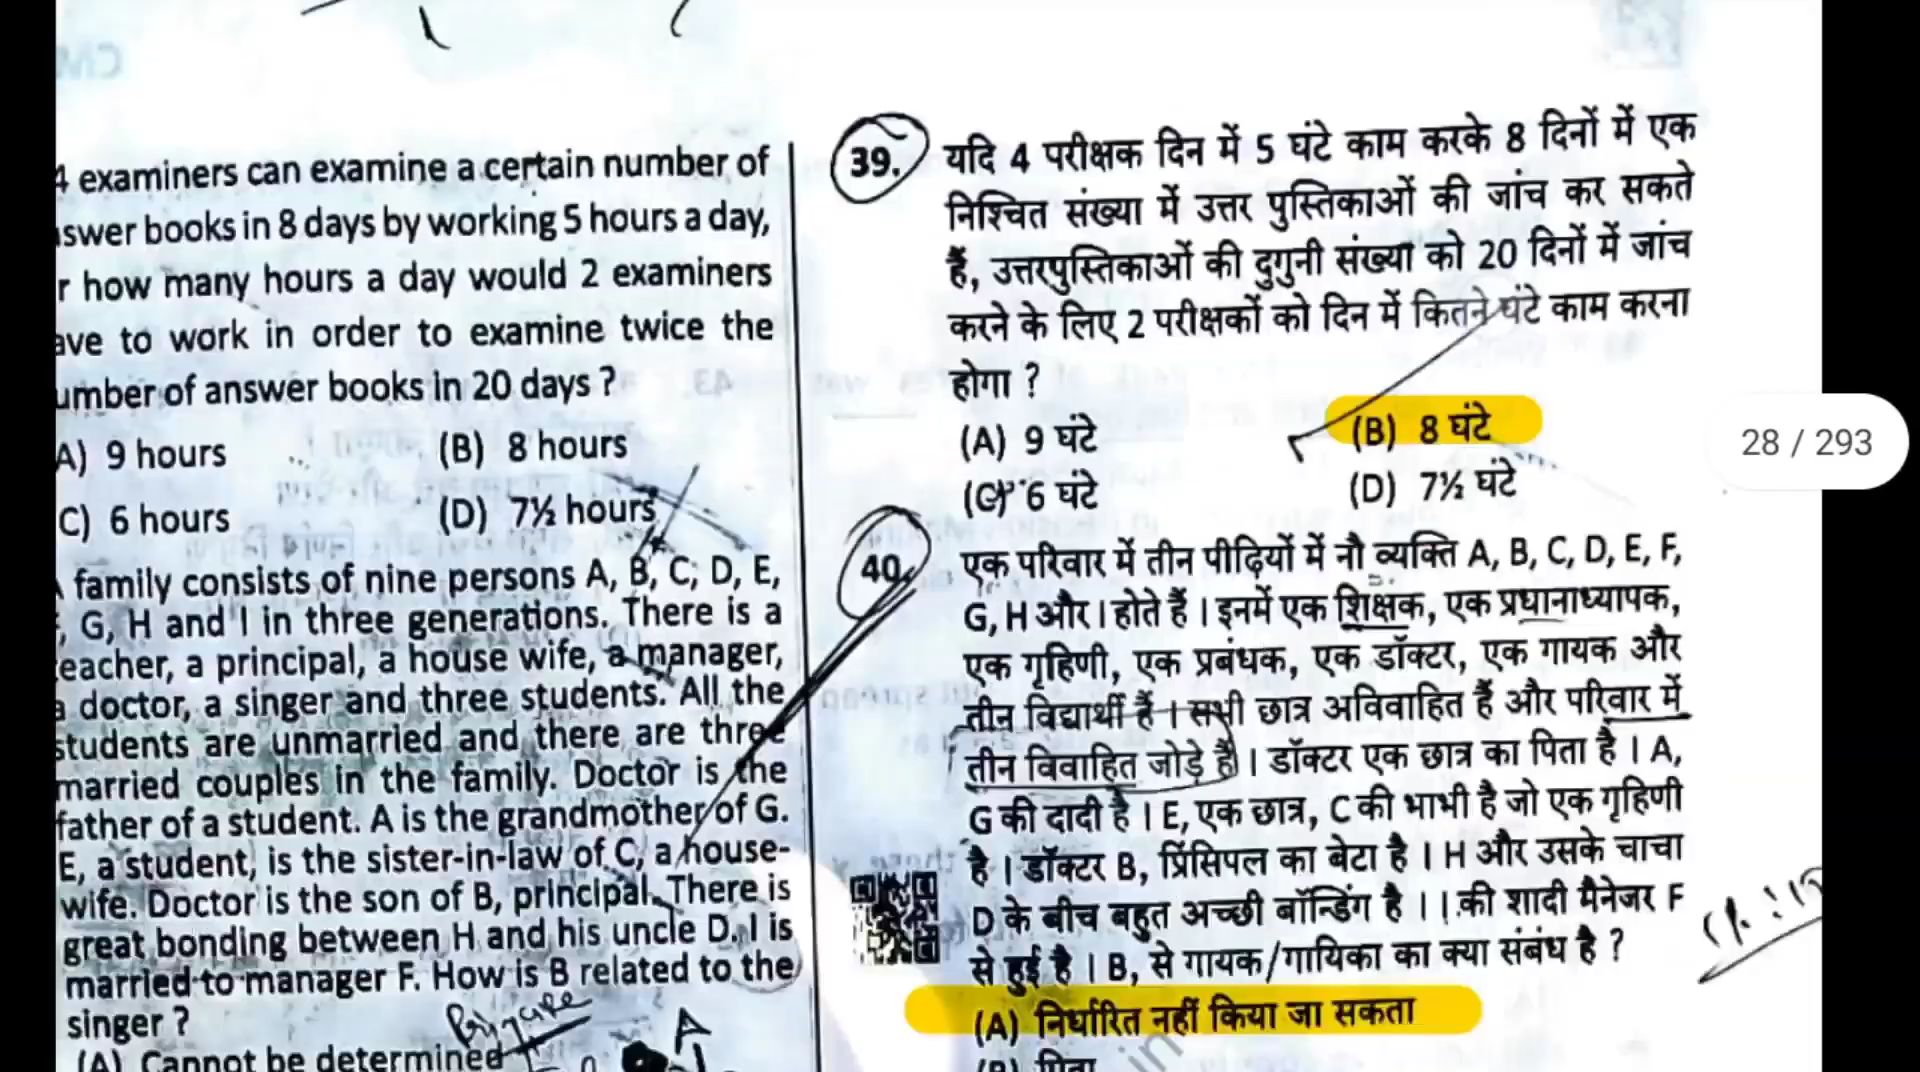 examiners can examine a certain number of
books in 8 days by working 5 hours a day,
how many hours a day would 2 examiners
to work in order to examine twice the
of answer books in 20 days ?
A) 9 hours (B) 8 hours
C) 6 hours (D) 7½ hours
family consists of nine persons A, B, C, D, E,
G, H and I in three generations. There is a
teacher, a principal, a house wife, a manager,
a doctor, a singer and three students. All the
students are unmarried and there are three
married couples in the family. Doctor is the
father of a student. A is the grandmother of G.
E, a student, is the sister-in-law of C, a house-
wife. Doctor is the son of B, principal. There is
great bonding between H and his uncle D. I is
married to manager F. How is B related to the
singer ?
(A) Cannot be determined
A
39. यदि 4 परीक्षक दिन में 5 घंटे काम करके 8 दिनों में एक
निश्चित संख्या में उत्तर पुस्तिकाओं की जांच कर सकते
हैं, उत्तरपुस्तिकाओं की दुगुनी संख्या को 20 दिनों में जांच
करने के लिए 2 परीक्षकों को दिन में कितने घंटे काम करना
होगा ?
(A) 9 घंटे (B) 8 घंटे
(C) 6 घंटे (D) 7½ घंटे
40. एक परिवार में तीन पीढ़ियों में नौ व्यक्ति A, B, C, D, E, F,
G, H और I होते हैं । इनमें एक शिक्षक, एक प्रधानाध्यापक,
एक गृहिणी, एक प्रबंधक, एक डॉक्टर, एक गायक और
तीन विद्यार्थी हैं । सभी छात्र अविवाहित हैं और परिवार में
तीन विवाहित जोड़े हैं । डॉक्टर एक छात्र का पिता है । A,
G की दादी है । E, एक छात्र, C की भाभी है जो एक गृहिणी
है । डॉक्टर B, प्रिंसिपल का बेटा है । H और उसके चाचा
D के बीच बहुत अच्छी बॉन्डिंग है । I की शादी मैनेजर F
से हुई है । B, से गायक/गायिका का क्या संबंध है ?
(A) निर्धारित नहीं किया जा सकता
28 / 293